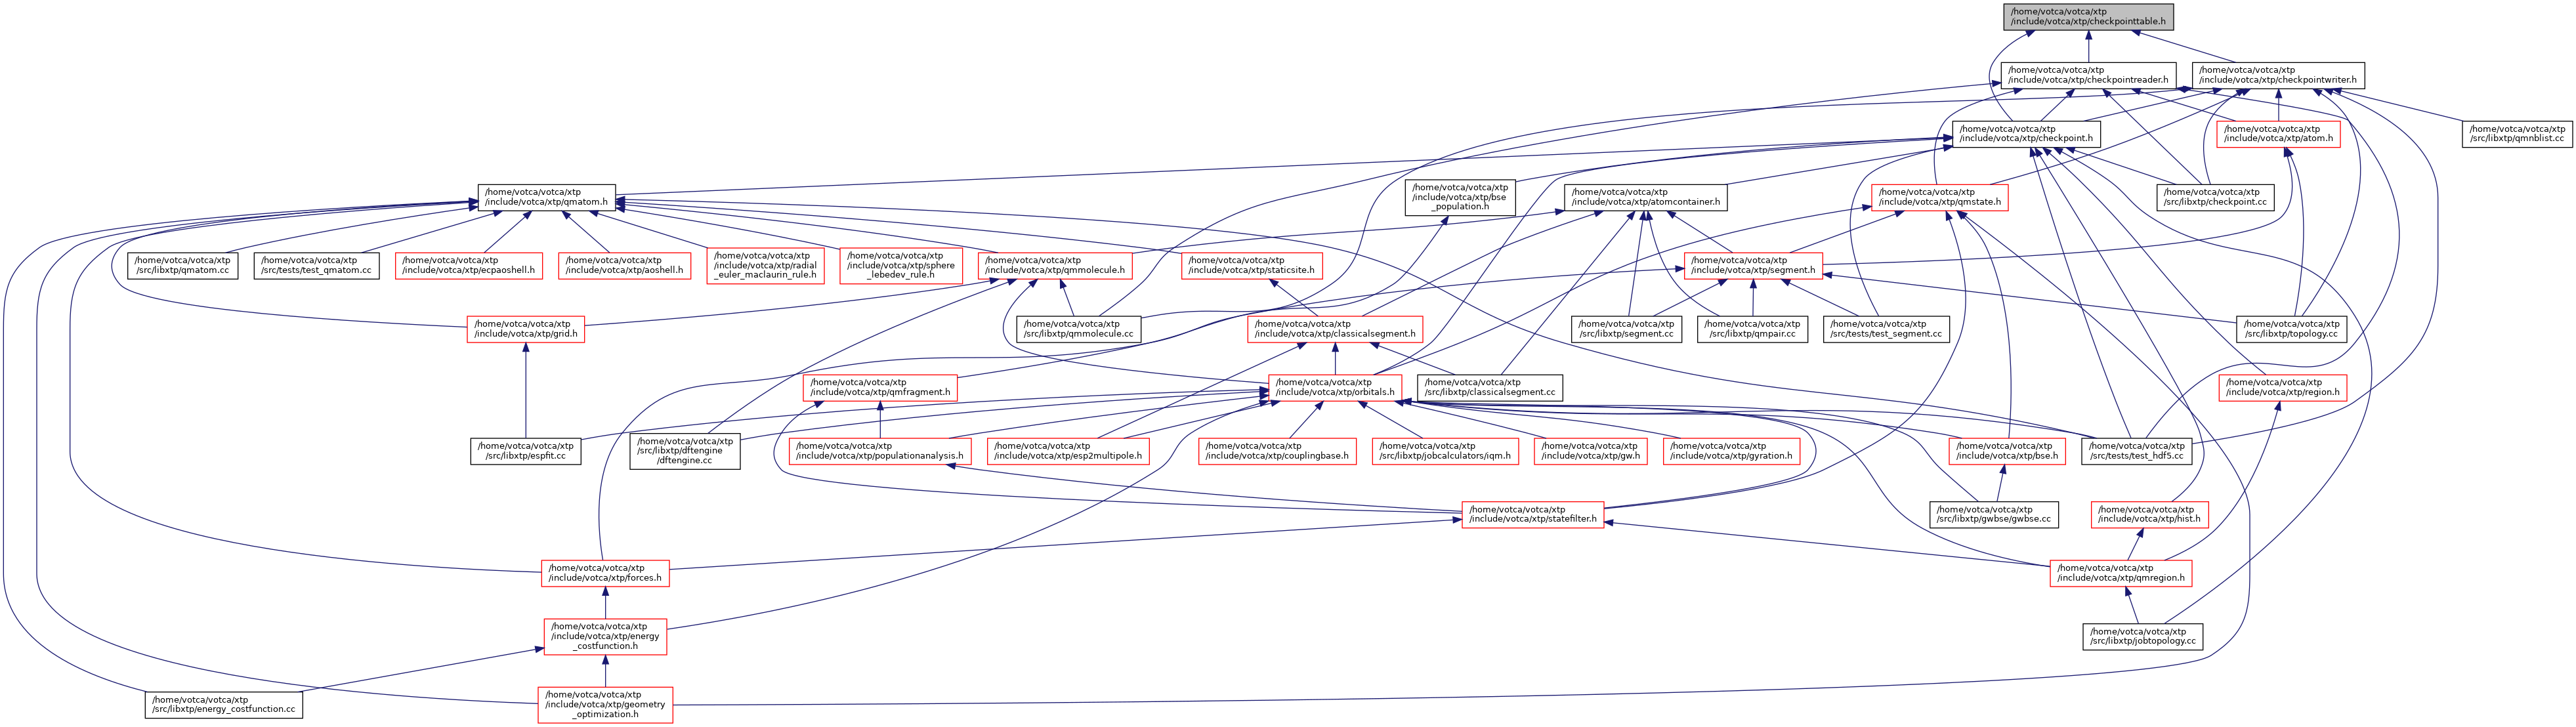 /home/votca/votca/xtp
/include/votca/xtp/checkpointtable.h
/home/votca/votca/xtp
/include/votca/xtp/checkpointreader.h
/home/votca/votca/xtp
/include/votca/xtp/checkpointwriter.h
/home/votca/votca/xtp
/include/votca/xtp/checkpoint.h
/home/votca/votca/xtp
/include/votca/xtp/atom.h
/home/votca/votca/xtp
/src/libxtp/qmnblist.cc
/home/votca/votca/xtp
/include/votca/xtp/qmatom.h
/home/votca/votca/xtp
/include/votca/xtp/bse
_population.h
/home/votca/votca/xtp
/include/votca/xtp/atomcontainer.h
/home/votca/votca/xtp
/include/votca/xtp/qmstate.h
/home/votca/votca/xtp
/src/libxtp/checkpoint.cc
/home/votca/votca/xtp
/src/libxtp/qmatom.cc
/home/votca/votca/xtp
/src/tests/test_qmatom.cc
/home/votca/votca/xtp
/include/votca/xtp/ecpaoshell.h
/home/votca/votca/xtp
/include/votca/xtp/aoshell.h
/home/votca/votca/xtp
/include/votca/xtp/radial
_euler_maclaurin_rule.h
/home/votca/votca/xtp
/include/votca/xtp/sphere
_lebedev_rule.h
/home/votca/votca/xtp
/include/votca/xtp/qmmolecule.h
/home/votca/votca/xtp
/include/votca/xtp/staticsite.h
/home/votca/votca/xtp
/include/votca/xtp/segment.h
/home/votca/votca/xtp
/include/votca/xtp/grid.h
/home/votca/votca/xtp
/src/libxtp/qmmolecule.cc
/home/votca/votca/xtp
/include/votca/xtp/classicalsegment.h
/home/votca/votca/xtp
/src/libxtp/segment.cc
/home/votca/votca/xtp
/src/libxtp/qmpair.cc
/home/votca/votca/xtp
/src/tests/test_segment.cc
/home/votca/votca/xtp
/src/libxtp/topology.cc
/home/votca/votca/xtp
/include/votca/xtp/qmfragment.h
/home/votca/votca/xtp
/include/votca/xtp/orbitals.h
/home/votca/votca/xtp
/src/libxtp/classicalsegment.cc
/home/votca/votca/xtp
/include/votca/xtp/region.h
/home/votca/votca/xtp
/src/libxtp/espfit.cc
/home/votca/votca/xtp
/src/libxtp/dftengine
/dftengine.cc
/home/votca/votca/xtp
/include/votca/xtp/populationanalysis.h
/home/votca/votca/xtp
/include/votca/xtp/esp2multipole.h
/home/votca/votca/xtp
/include/votca/xtp/couplingbase.h
/home/votca/votca/xtp
/src/libxtp/jobcalculators/iqm.h
/home/votca/votca/xtp
/include/votca/xtp/gw.h
/home/votca/votca/xtp
/include/votca/xtp/gyration.h
/home/votca/votca/xtp
/include/votca/xtp/bse.h
/home/votca/votca/xtp
/src/tests/test_hdf5.cc
/home/votca/votca/xtp
/include/votca/xtp/statefilter.h
/home/votca/votca/xtp
/src/libxtp/gwbse/gwbse.cc
/home/votca/votca/xtp
/include/votca/xtp/hist.h
/home/votca/votca/xtp
/include/votca/xtp/forces.h
/home/votca/votca/xtp
/include/votca/xtp/qmregion.h
/home/votca/votca/xtp
/include/votca/xtp/energy
_costfunction.h
/home/votca/votca/xtp
/src/libxtp/jobtopology.cc
/home/votca/votca/xtp
/src/libxtp/energy_costfunction.cc
/home/votca/votca/xtp
/include/votca/xtp/geometry
_optimization.h